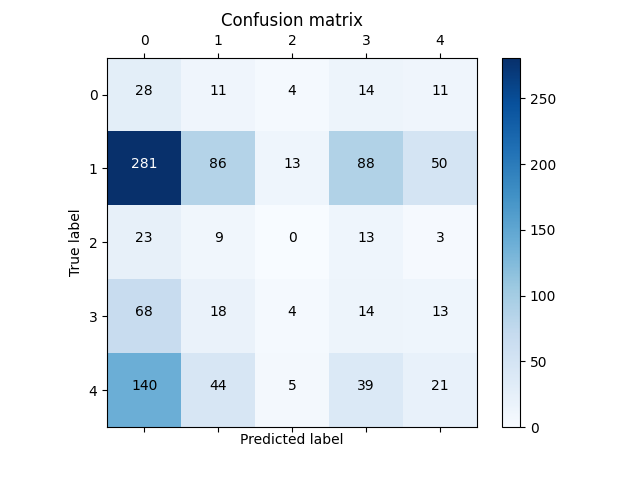 Confusion matrix
0 1 2 3 4
0 28 11 4 14 11
1 281 86 13 88 50
2 23 9 0 13 3
3 68 18 4 14 13
4 140 44 5 39 21
True label
Predicted label
250
200
150
100
50
0